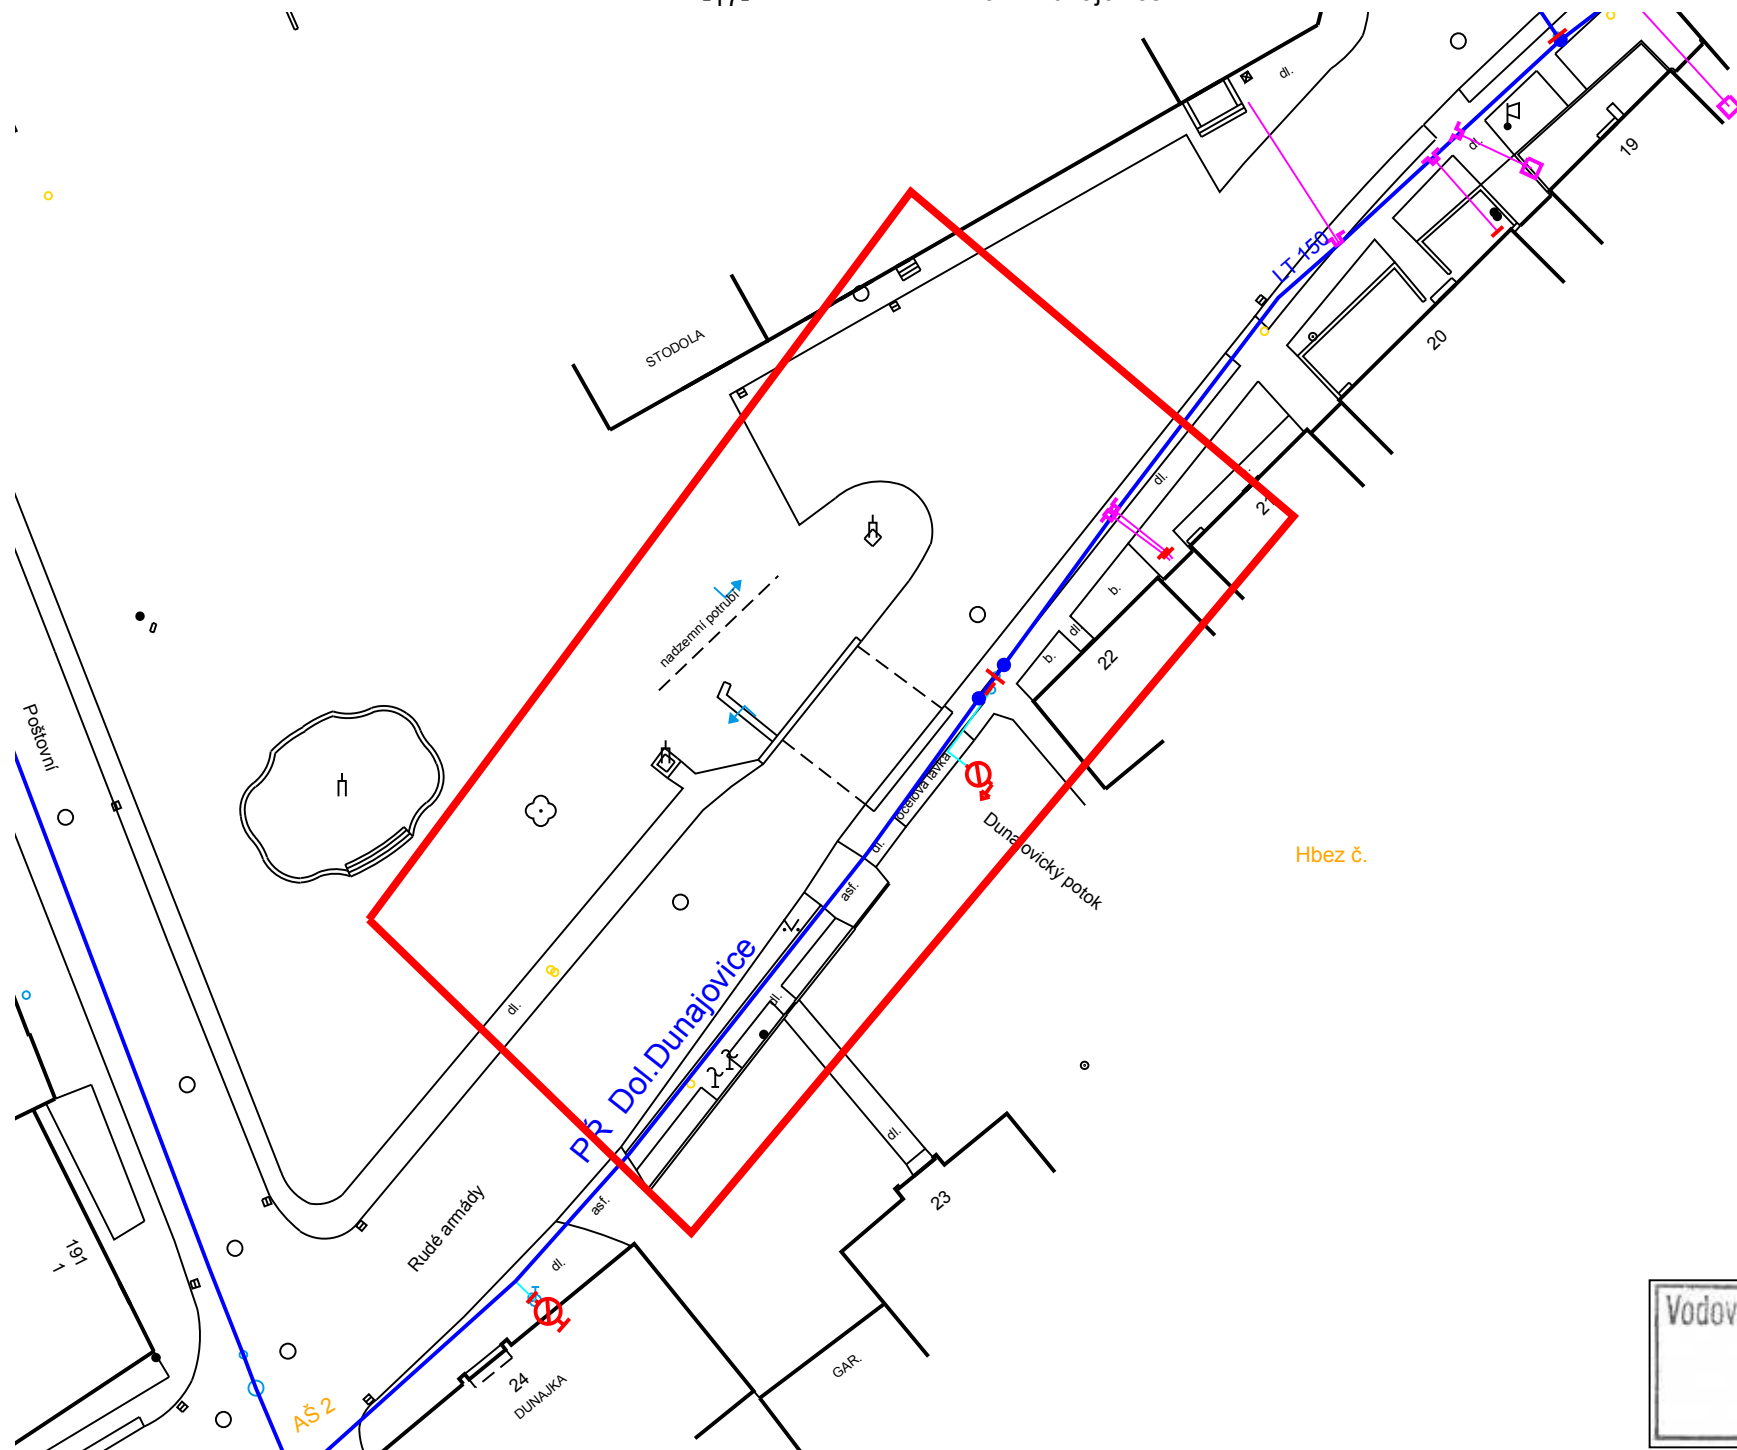 dl.
19
dl.
LT 150
20
STODOLA
dl.
nadzemní potrubí
b.
dl.
b.
22
Poštovní
ocelová lávka
Dunajovický potok
Hbez č.
dl.
asf.
PŘ Dol.Dunajovice
dl.
dl.
dl.
23
Rudé armády
asf.
dl.
191
1
24
DUNAJKA
GAR.
AŠ 2
Vodov